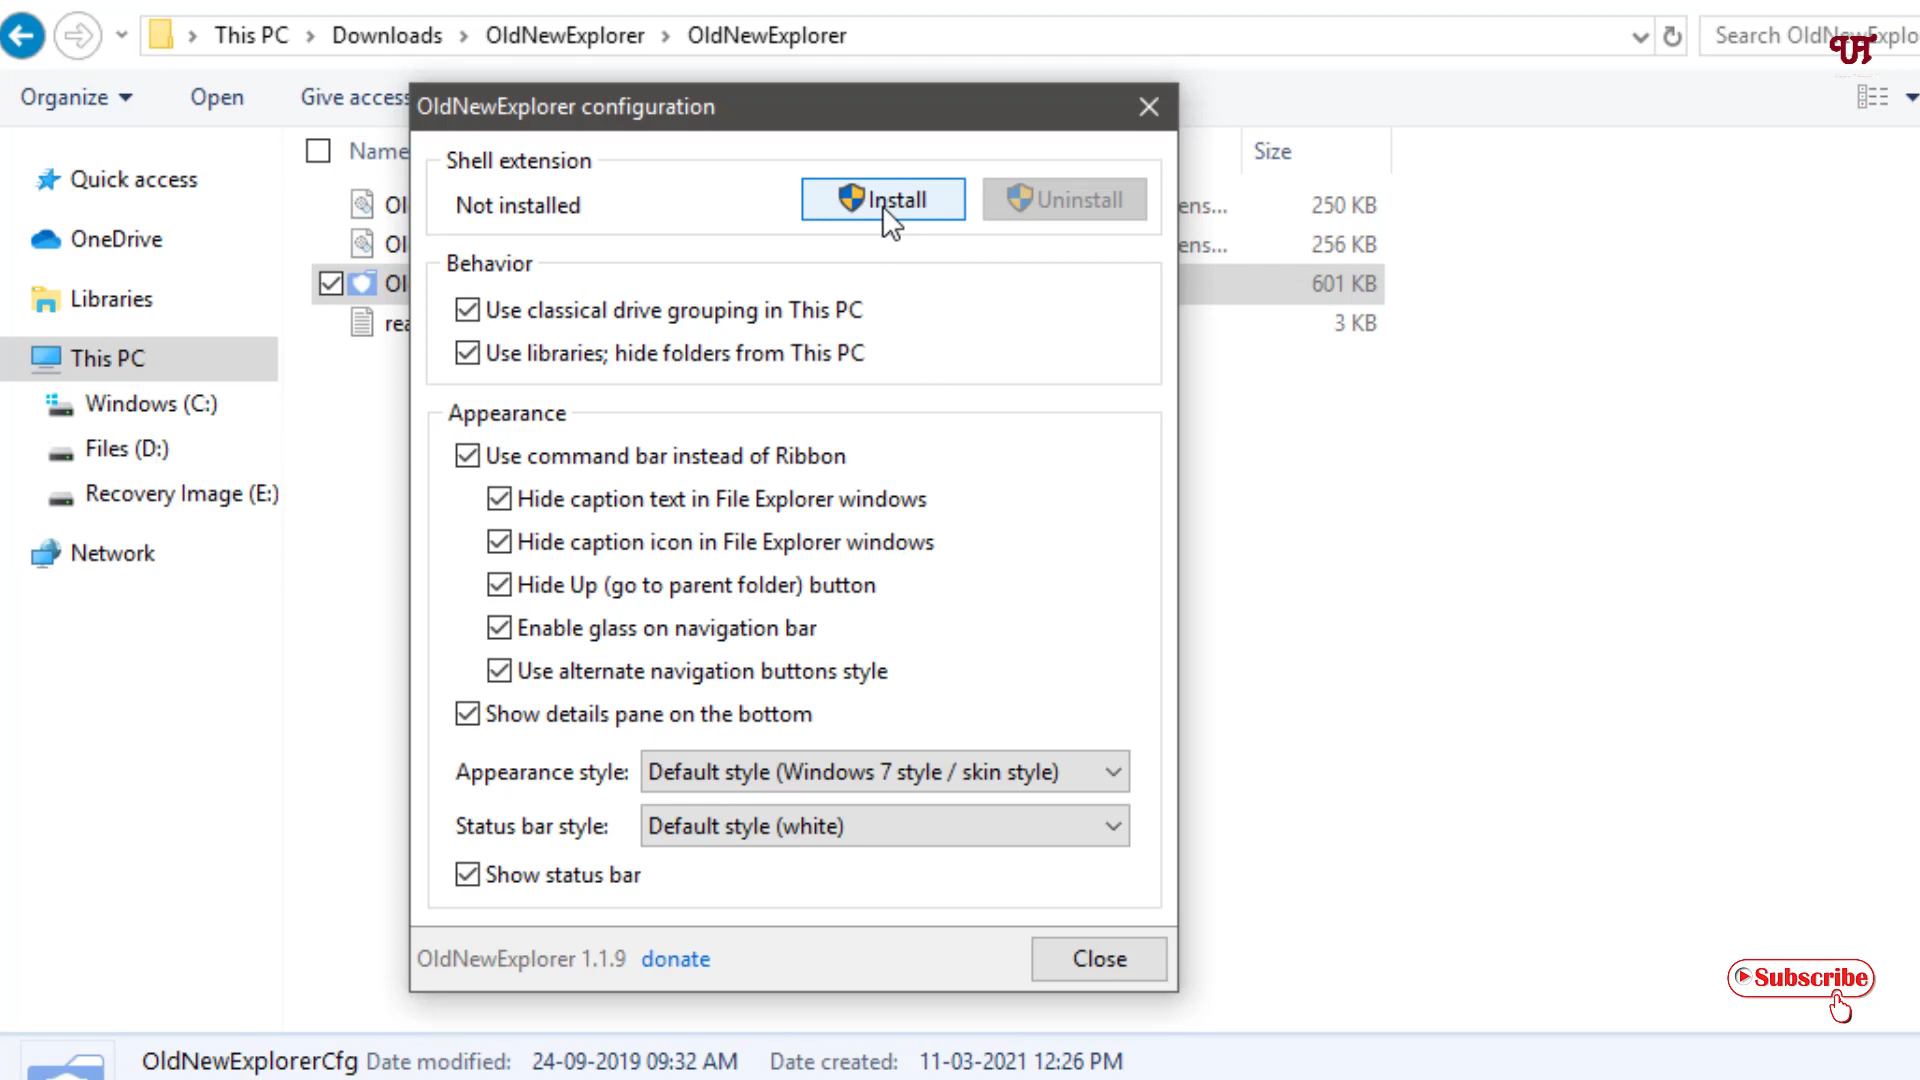 This PC > Downloads > OldNewExplorer > OldNewExplorer
Search OldNewExplo
Organize Open Give access
OldNewExplorer configuration
Name Size
Shell extension
Not installed Install Uninstall
Quick access
OneDrive
Libraries
This PC
Windows (C:)
Files (D:)
Recovery Image (E:)
Network
Ol ens... 250 KB
Ol ens... 256 KB
Ol 601 KB
rea 3 KB
Behavior
Use classical drive grouping in This PC
Use libraries; hide folders from This PC
Appearance
Use command bar instead of Ribbon
Hide caption text in File Explorer windows
Hide caption icon in File Explorer windows
Hide Up (go to parent folder) button
Enable glass on navigation bar
Use alternate navigation buttons style
Show details pane on the bottom
Appearance style: Default style (Windows 7 style / skin style)
Status bar style: Default style (white)
Show status bar
OldNewExplorer 1.1.9 donate Close
Subscribe
OldNewExplorerCfg Date modified: 24-09-2019 09:32 AM Date created: 11-03-2021 12:26 PM